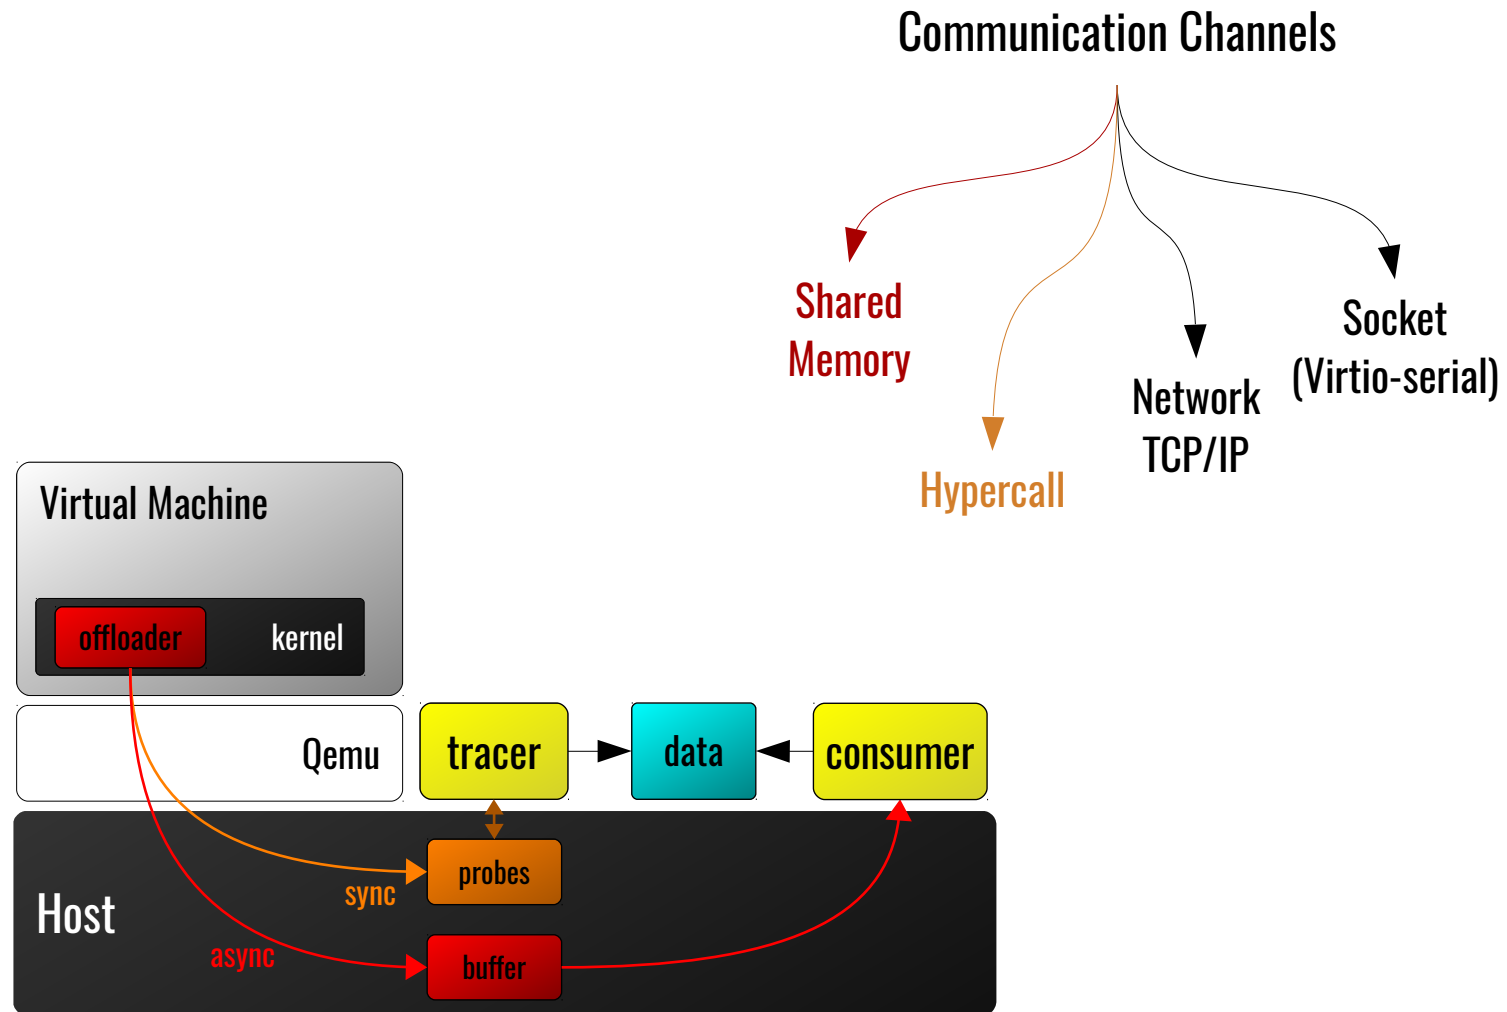 Communication Channels
Shared
Memory
Hypercall
Network
TCP/IP
Socket
(Virtio-serial)
Virtual Machine
offloader
kernel
Qemu
tracer
data
consumer
Host
sync
async
probes
buffer